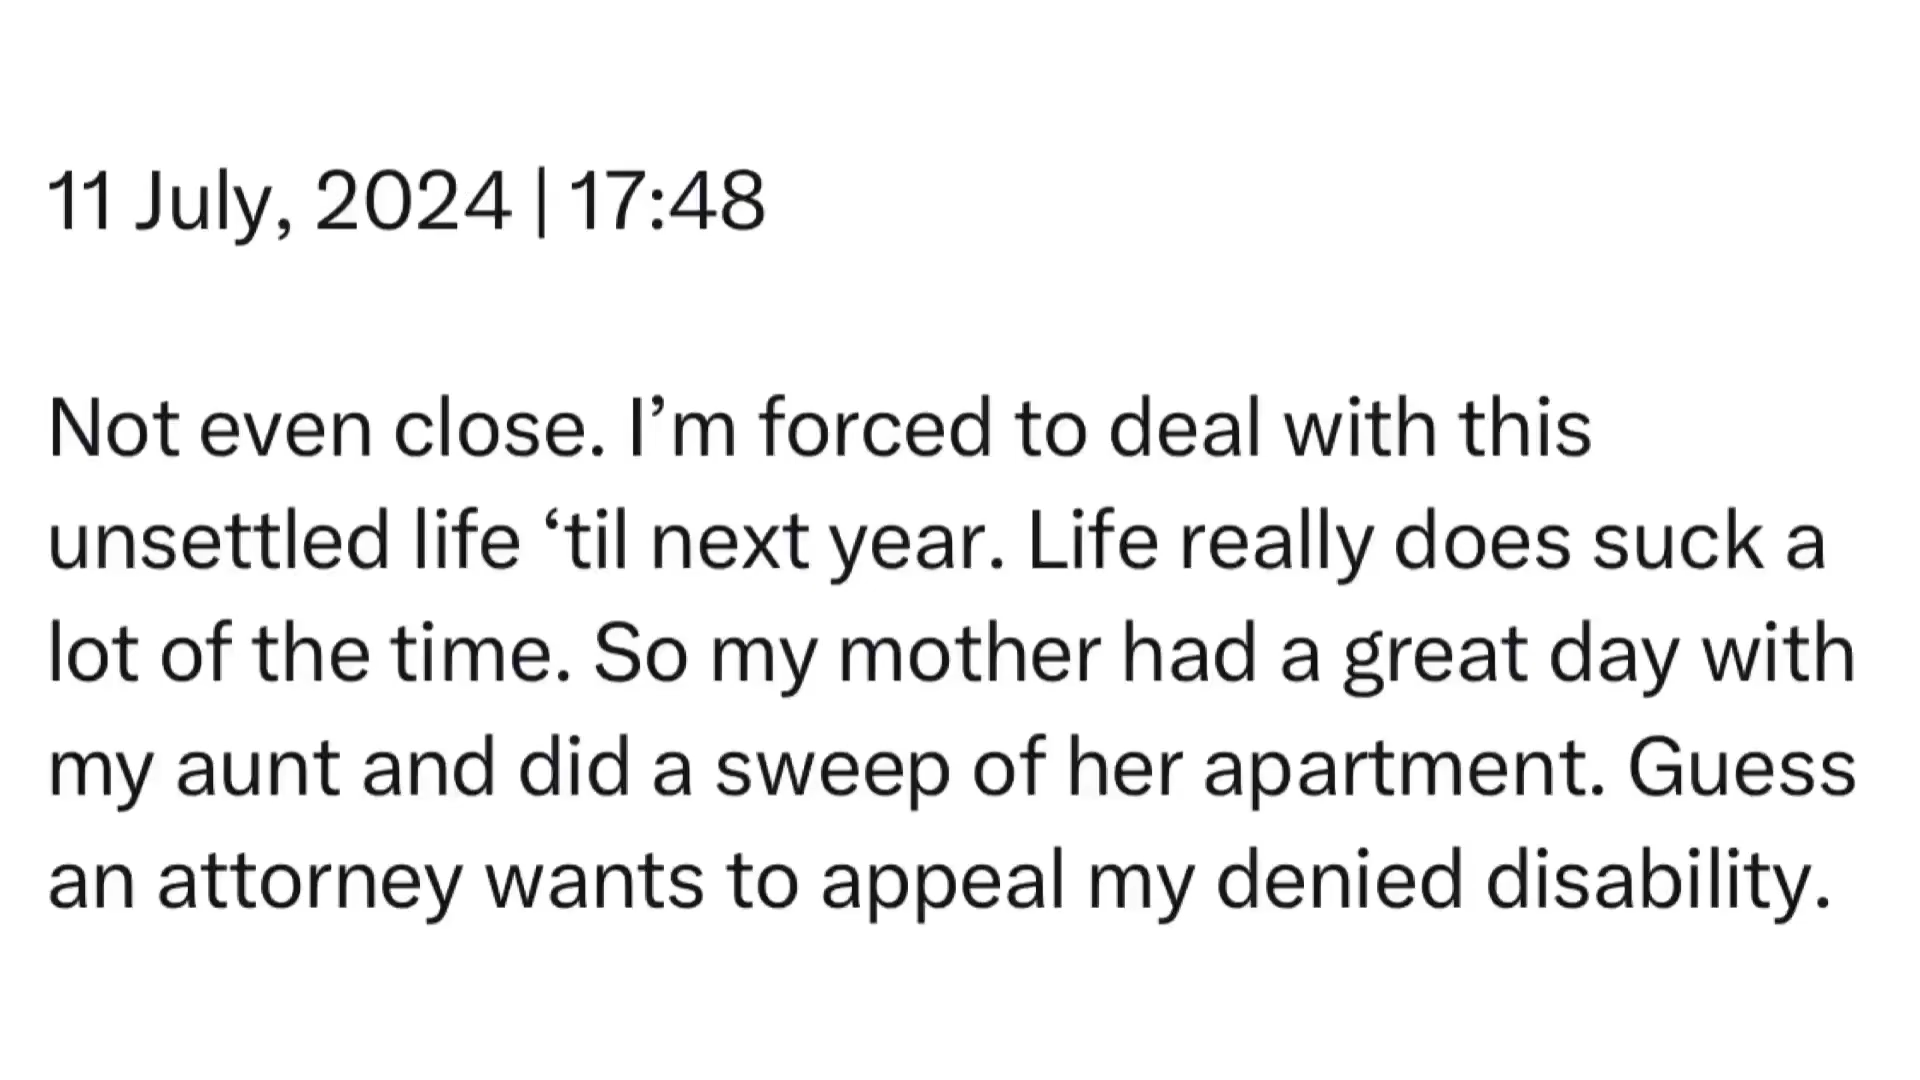 11 July, 2024 | 17:48
Not even close. I’m forced to deal with this
unsettled life ‘til next year. Life really does suck a
lot of the time. So my mother had a great day with
my aunt and did a sweep of her apartment. Guess
an attorney wants to appeal my denied disability.